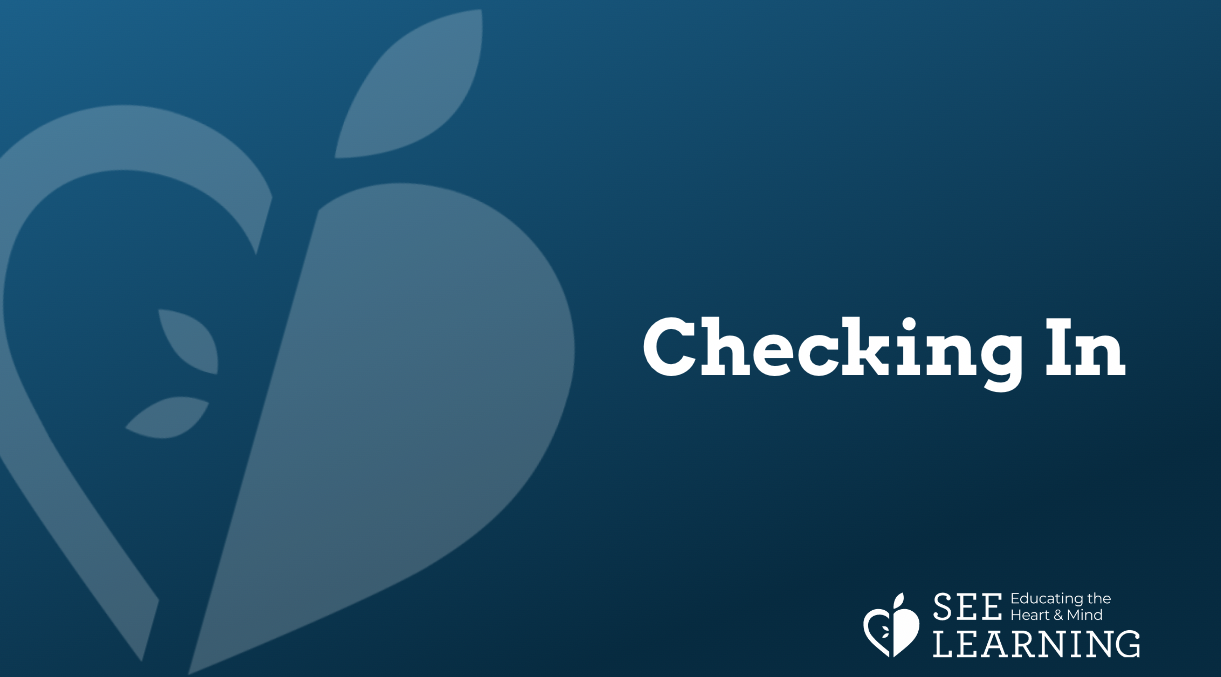 Checking In
SEE Educating the
Heart & Mind
LEARNING